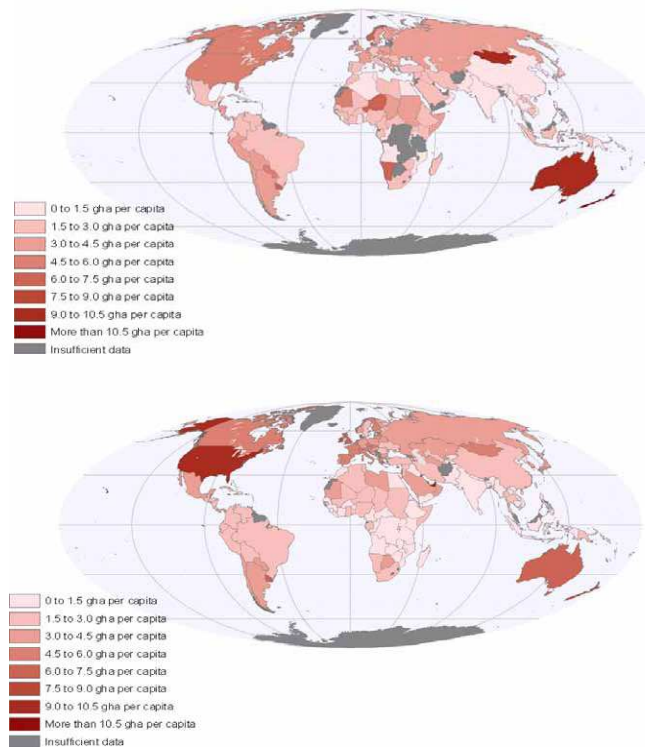 0 to 1.5 gha per capita
1.5 to 3.0 gha per capita
3.0 to 4.5 gha per capita
4.5 to 6.0 gha per capita
6.0 to 7.5 gha per capita
7.5 to 9.0 gha per capita
9.0 to 10.5 gha per capita
More than 10.5 gha per capita
Insufficient data
0 to 1.5 gha per capita
1.5 to 3.0 gha per capita
3.0 to 4.5 gha per capita
4.5 to 6.0 gha per capita
6.0 to 7.5 gha per capita
7.5 to 9.0 gha per capita
9.0 to 10.5 gha per capita
More than 10.5 gha per capita
Insufficient data